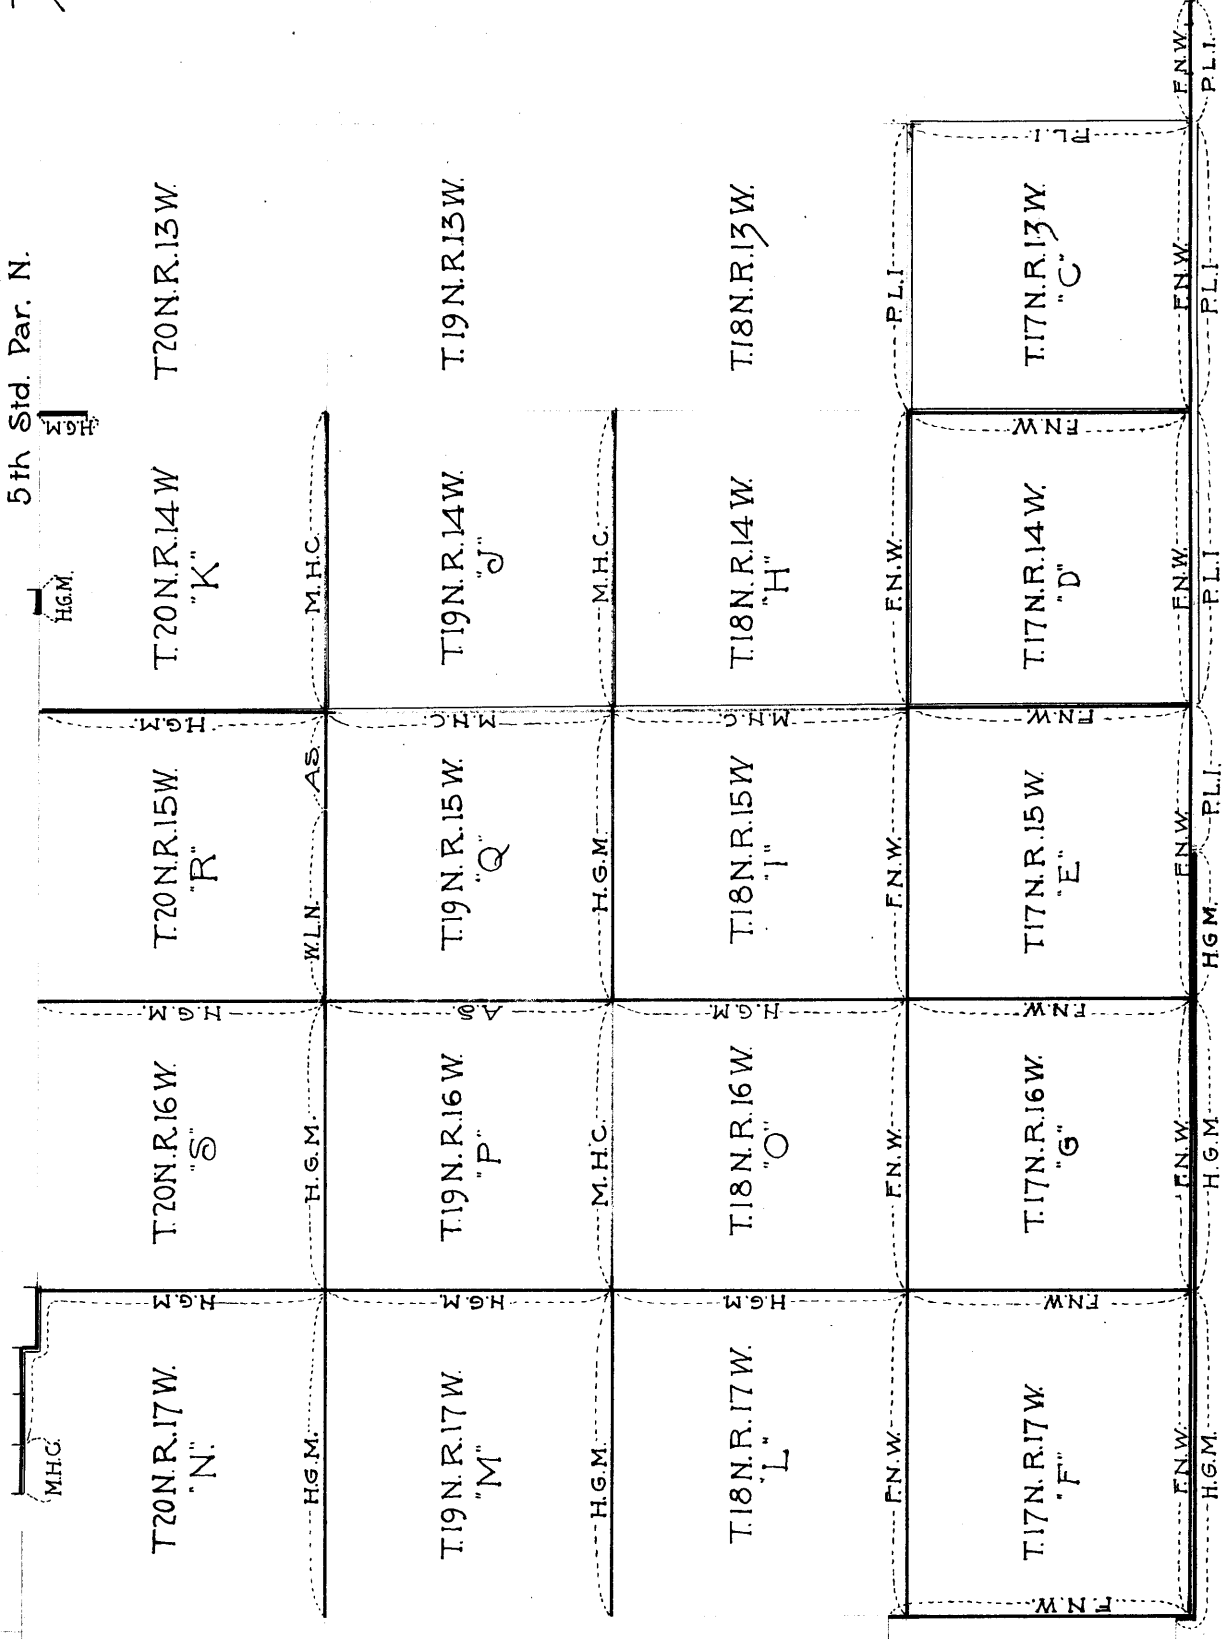 5th Std. Par. N.
M.H.C.
H.G.M.
H.G.M.
T.20N.R.17W.
"N."
H.G.M
T.20N.R.16W.
"S"
H.G.M.
T.20N.R.15W.
"R"
H.G.M.
T.20N.R.14W
"K"
T.20N.R.13W.
H.G.M.
H.G.M.
W.L.N.
A.S.
M.H.C.
T.19N.R.17W.
"M"
H.G.M.
T.19N.R.16W.
"P"
A.S.
T.19N.R.15W.
"Q"
M.H.C.
T.19N.R.14W.
"J"
T.19N.R.13W.
H.G.M.
M.H.C.
H.G.M.
M.H.C.
T.18N.R.17W.
"L"
H.G.M.
T.18N.R.16W.
"O"
H.G.M.
T.18N.R.15W
"I"
M.H.C
T.18N.R.14W.
"H"
T.18N.R.13W.
F.N.W.
F.N.W.
F.N.W.
F.N.W.
P.L.I
F.N.W.
T.17N.R.17W.
"F"
F.N.W
T.17N.R.16W.
"G"
F.N.W.
T.17N.R.15W.
"E"
F.N.W.
T.17N.R.14W.
"D"
F.N.W.
T.17N.R.13W.
"C"
P.L.I
F.N.W.
F.N.W.
F.N.W.
F.N.W.
F.N.W.
F.N.W.
H.G.M.
H.G.M
H.G M.
P.L.I.
P.L.I
P.L.I
P.L.I.